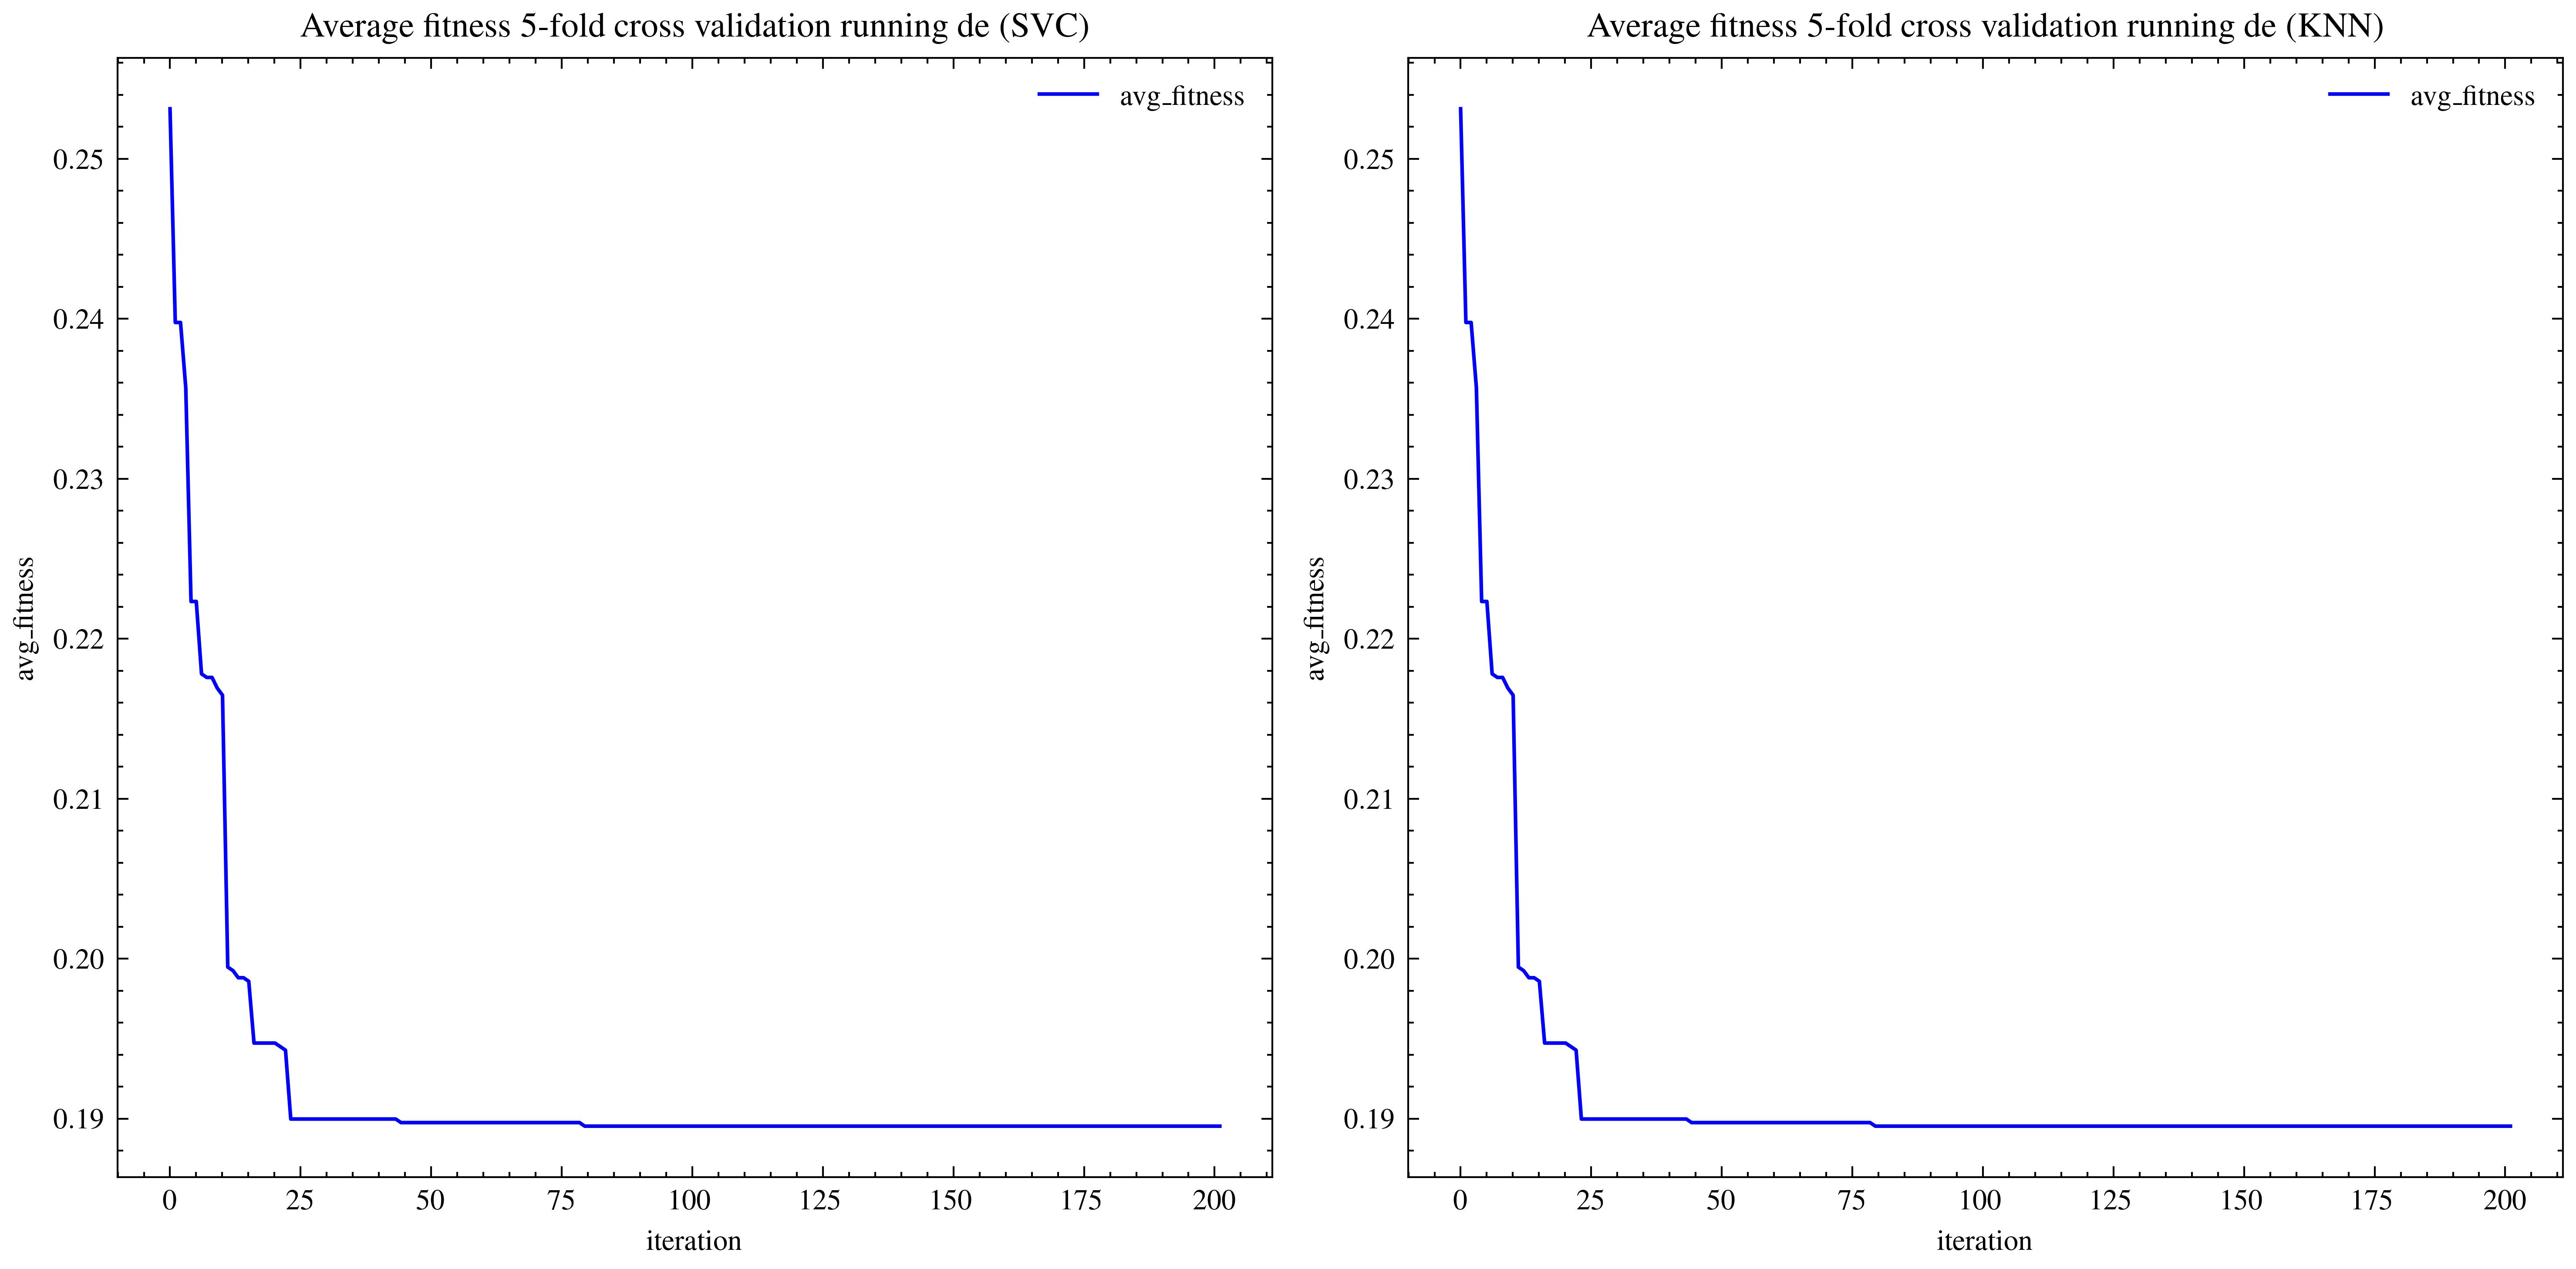 Average fitness 5-fold cross validation running de (SVC)
avg_fitness
0.25
0.24
0.23
0.22
0.21
0.20
0.19
avg_fitness
0 25 50 75 100 125 150 175 200
iteration
Average fitness 5-fold cross validation running de (KNN)
avg_fitness
0.25
0.24
0.23
0.22
0.21
0.20
0.19
avg_fitness
0 25 50 75 100 125 150 175 200
iteration